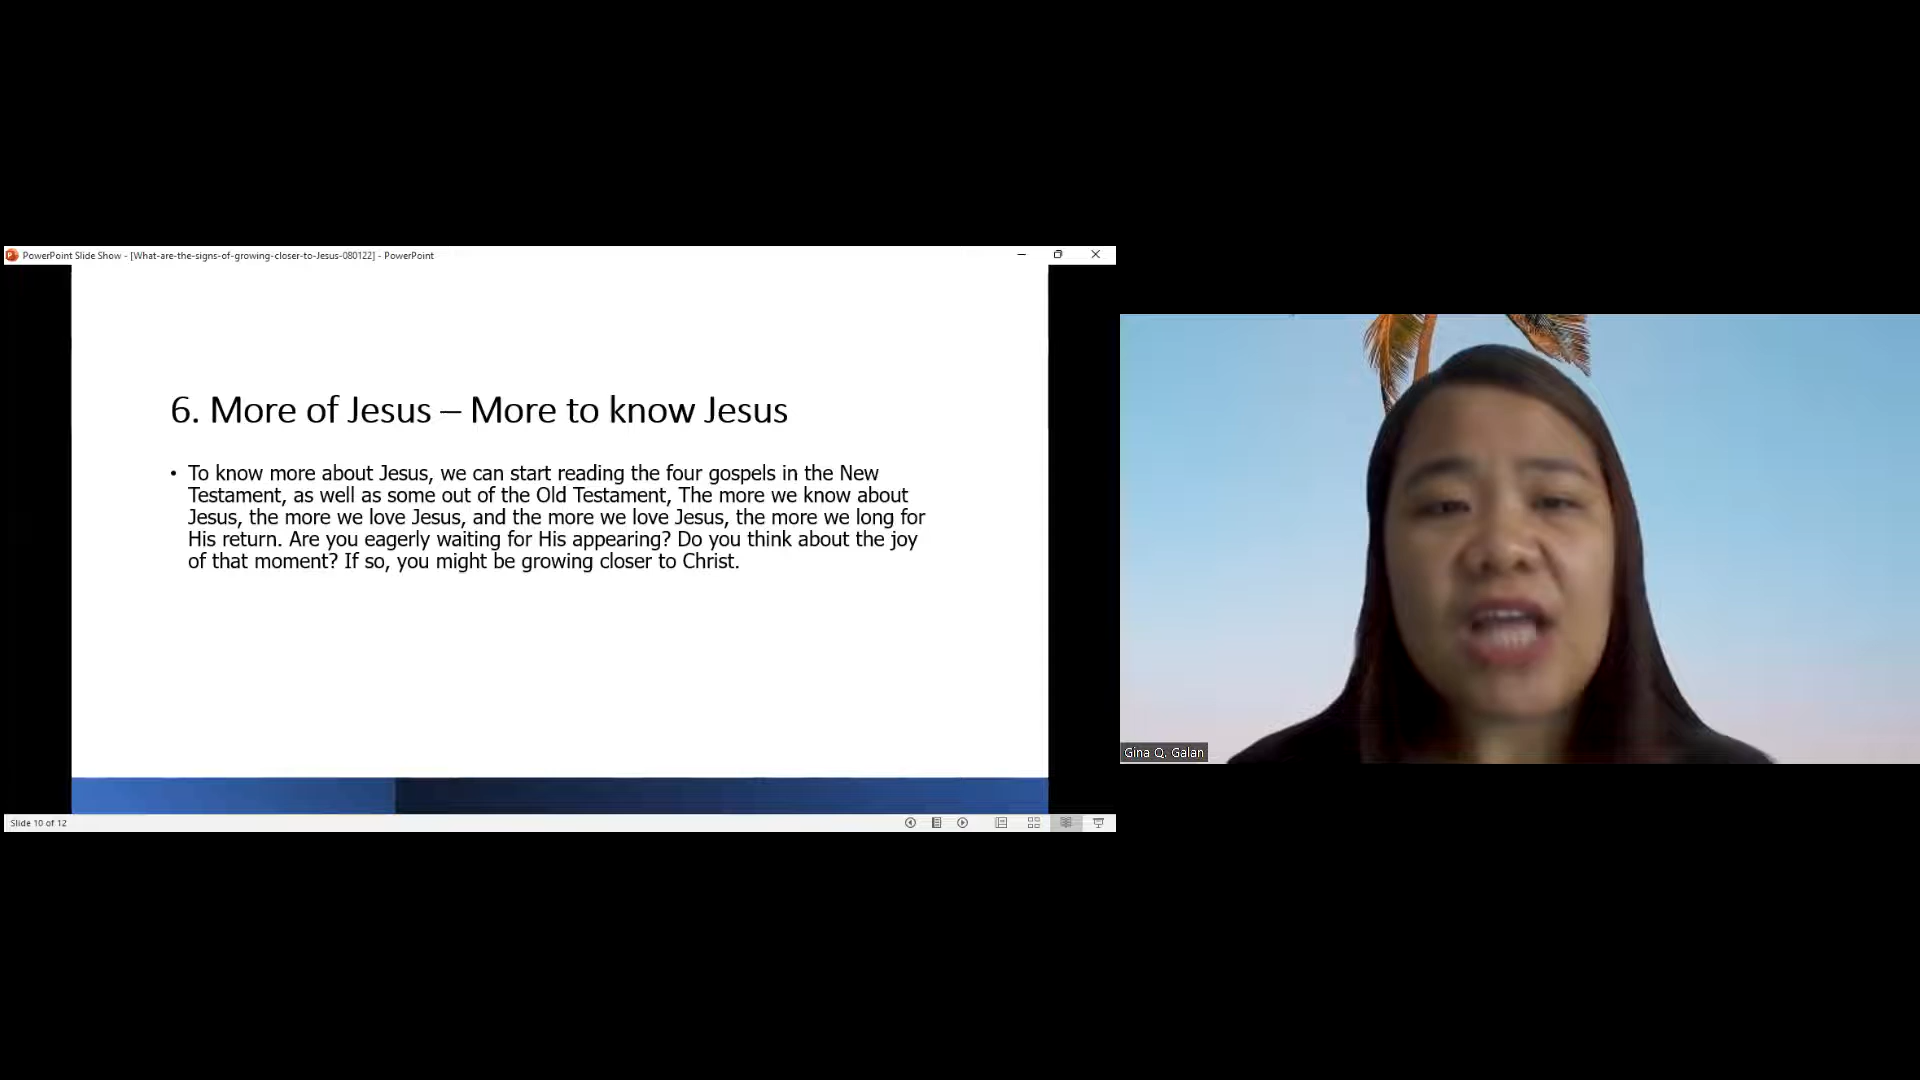 PowerPoint Slide Show - [What-are-the-signs-of-growing-closer-to-Jesus-080122] - PowerPoint
6. More of Jesus – More to know Jesus
• To know more about Jesus, we can start reading the four gospels in the New
Testament, as well as some out of the Old Testament, The more we know about
Jesus, the more we love Jesus, and the more we long for
His return. Are you eagerly waiting for His appearing? Do you think about the joy
of that moment? If so, you might be growing closer to Christ.
Slide 10 of 12
Gina Q. Galan